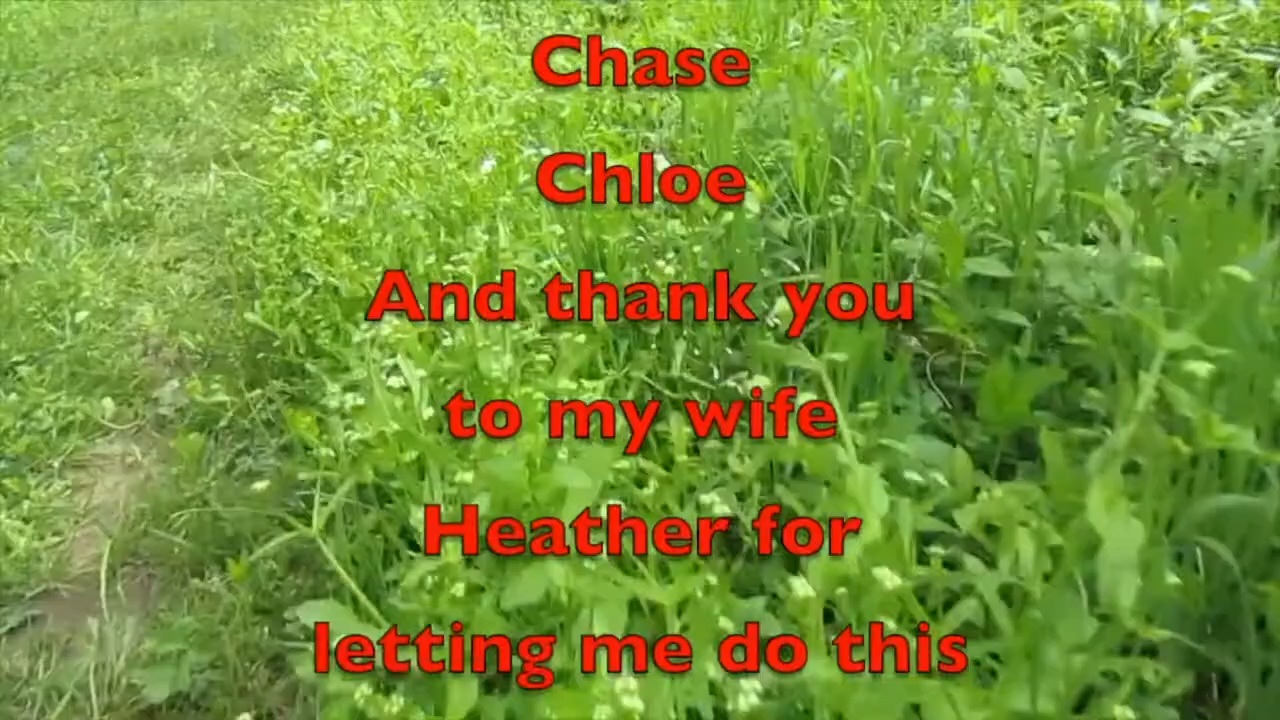 Chase
Chloe
And thank you
to my wife
Heather for
letting me do this